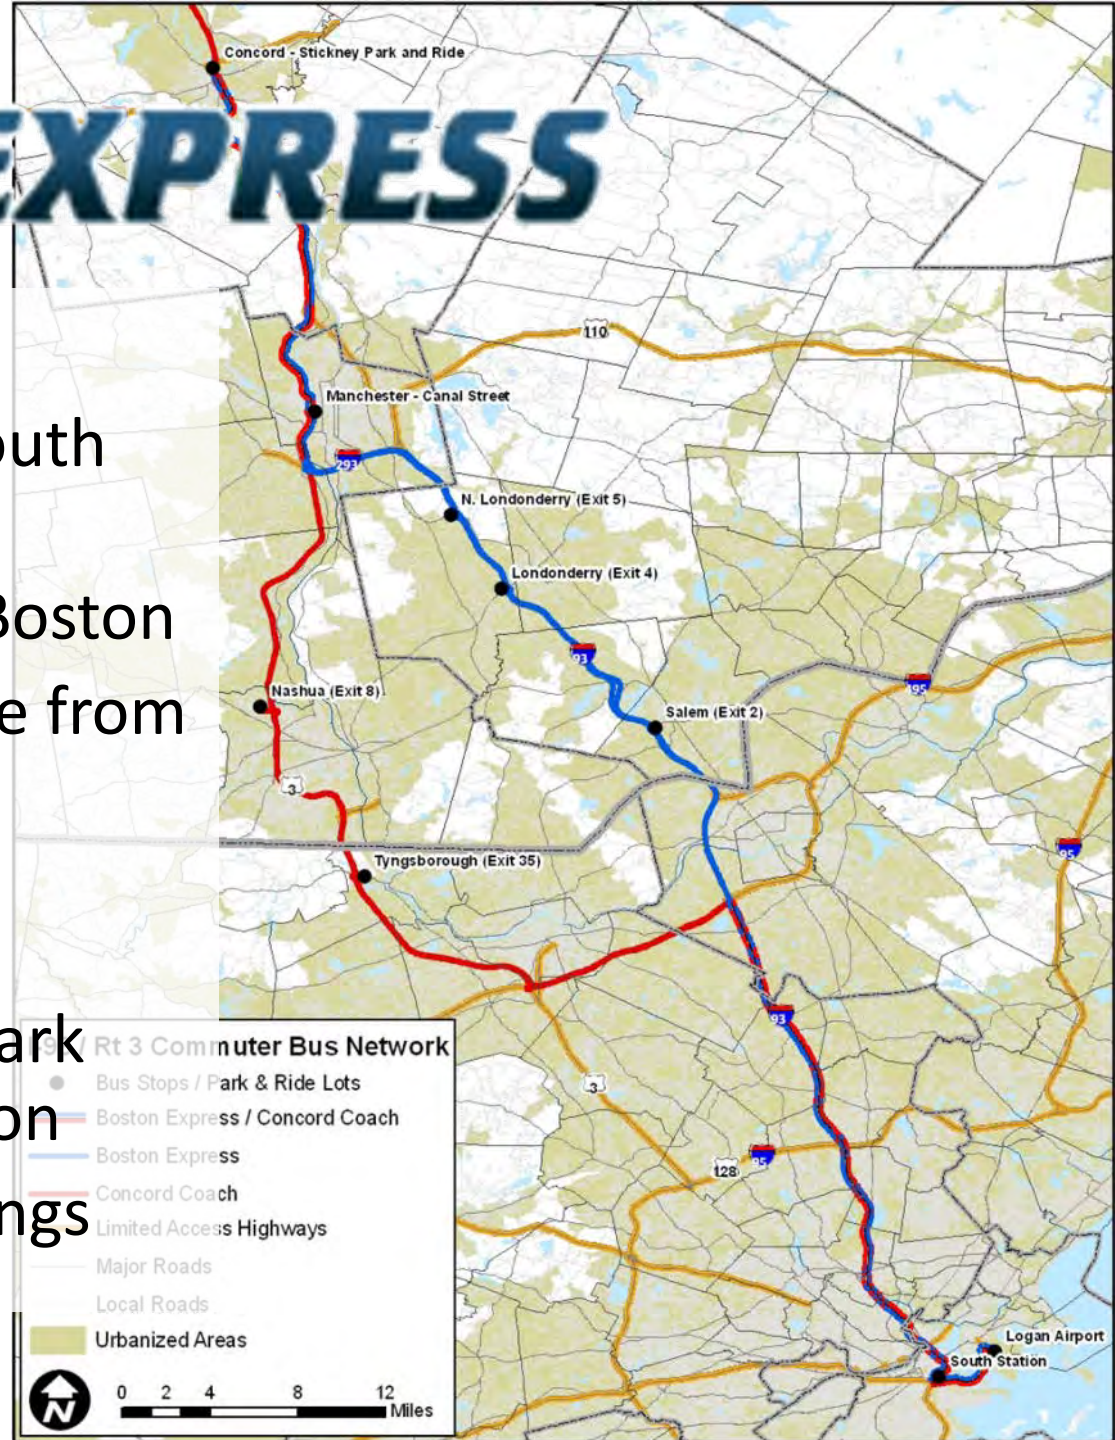 Concord - Stickney Park and Ride
EXPRESS
110
Manchester - Canal Street
outh
293
N. Londonderry (Exit 5)
Londonderry (Exit 4)
Boston
93
495
Nashua (Exit 8)
e from
Salem (Exit 2)
3
95
Tyngsborough (Exit 35)
93
ark
/ Rt 3 Commuter Bus Network
Bus Stops / Park & Ride Lots
3
on
Boston Express / Concord Coach
Boston Express
128
95
Concord Coach
ngs
Limited Access Highways
Major Roads
Local Roads
Urbanized Areas
Logan Airport
South Station
N
0 2 4 8 12
Miles